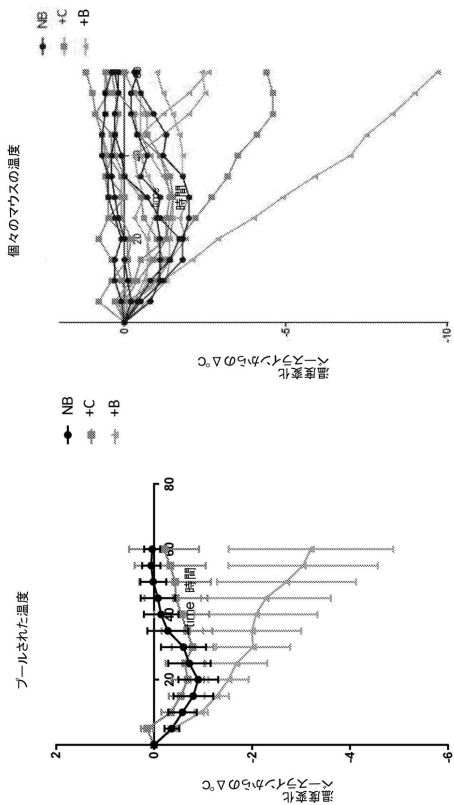 プールされた温度
NB
+C
+B
2
0
-2
-4
-6
20
40
60
80
time 時間
温度変化
ベースラインからのΔ℃
個々のマウスの温度
NB
+C
+B
0
-5
-10
20
時間
温度変化
ベースラインからのΔ℃